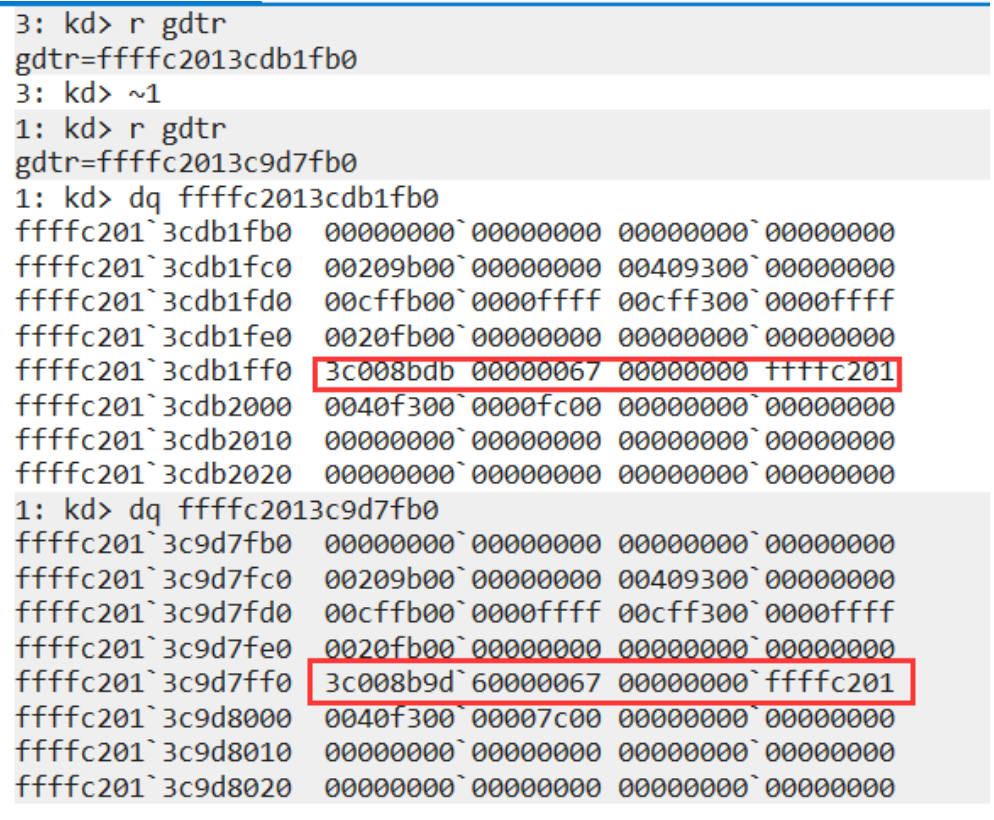 3: kd> r gdtr
gdtr=ffffc2013cdb1fb0
3: kd> ~1
1: kd> r gdtr
gdtr=ffffc2013c9d7fb0
1: kd> dq ffffc2013cdb1fb0
ffffc201`3cdb1fb0  00000000`00000000 00000000`00000000
ffffc201`3cdb1fc0  00209b00`00000000 00409300`00000000
ffffc201`3cdb1fd0  00cffb00`0000ffff 00cff300`0000ffff
ffffc201`3cdb1fe0  0020fb00`00000000 00000000`00000000
ffffc201`3cdb1ff0  3c008bdb`00000067 00000000`ffffc201
ffffc201`3cdb2000  0040f300`0000fc00 00000000`00000000
ffffc201`3cdb2010  00000000`00000000 00000000`00000000
ffffc201`3cdb2020  00000000`00000000 00000000`00000000
1: kd> dq ffffc2013c9d7fb0
ffffc201`3c9d7fb0  00000000`00000000 00000000`00000000
ffffc201`3c9d7fc0  00209b00`00000000 00409300`00000000
ffffc201`3c9d7fd0  00cffb00`0000ffff 00cff300`0000ffff
ffffc201`3c9d7fe0  0020fb00`00000000 00000000`00000000
ffffc201`3c9d7ff0  3c008b9d`60000067 00000000`ffffc201
ffffc201`3c9d8000  0040f300`00007c00 00000000`00000000
ffffc201`3c9d8010  00000000`00000000 00000000`00000000
ffffc201`3c9d8020  00000000`00000000 00000000`00000000